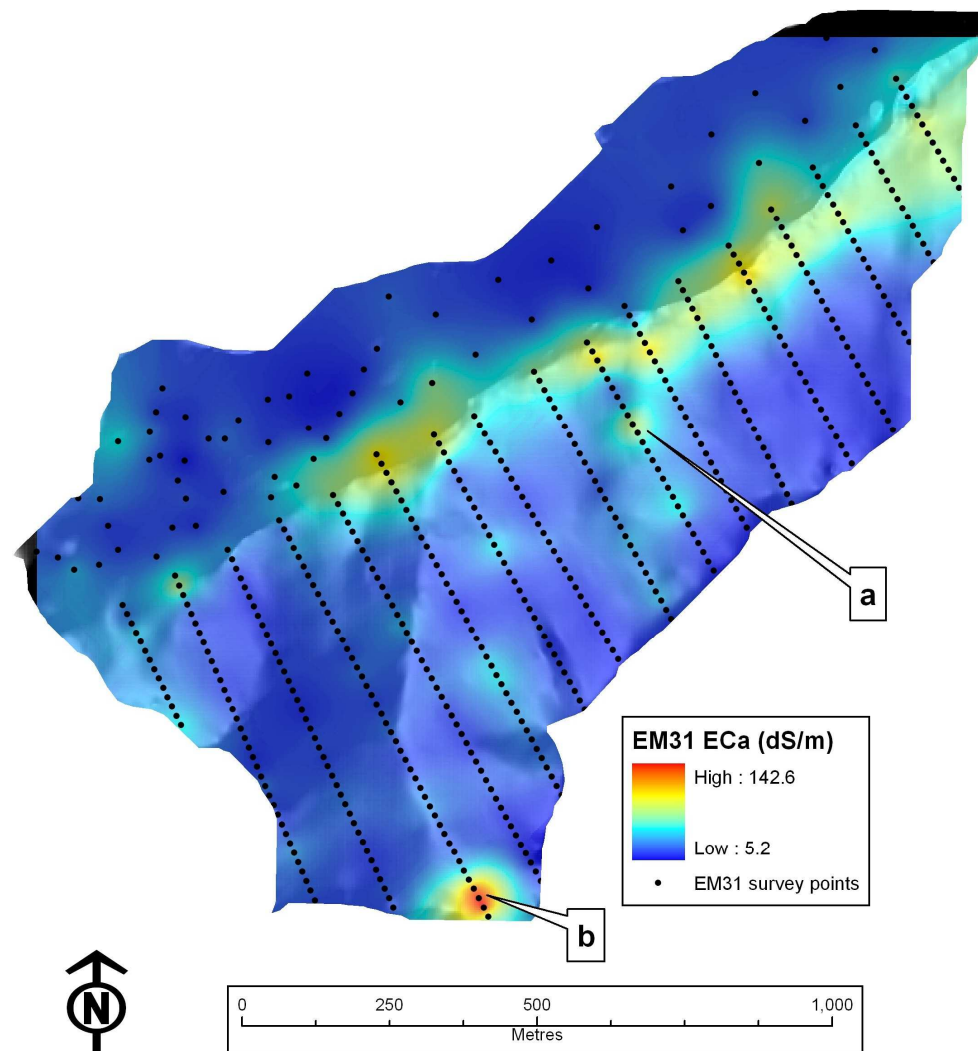 a
EM31 ECa (dS/m)
High : 142.6
Low : 5.2
EM31 survey points
b
N
0 250 500 1,000
Metres